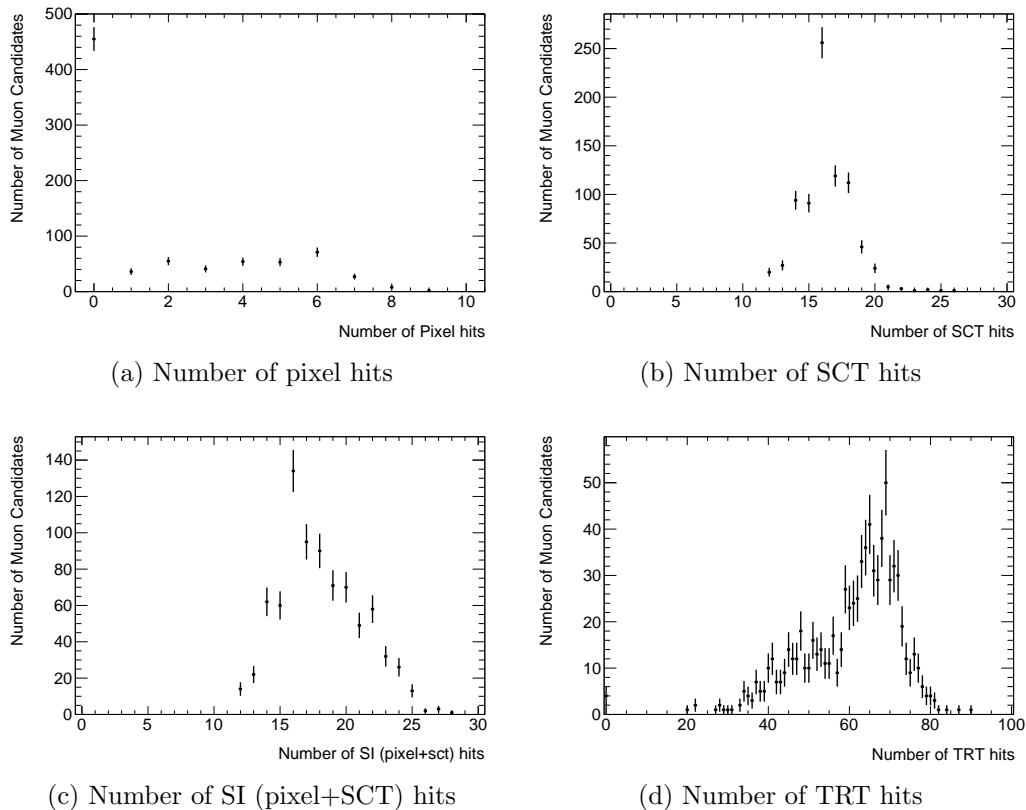 Number of Muon Candidates
500
400
300
200
100
0
0 2 4 6 8 10
Number of Pixel hits
(a) Number of pixel hits
Number of Muon Candidates
250
200
150
100
50
0
0 5 10 15 20 25 30
Number of SCT hits
(b) Number of SCT hits
Number of Muon Candidates
140
120
100
80
60
40
20
0
0 5 10 15 20 25 30
Number of SI (pixel+sct) hits
(c) Number of SI (pixel+SCT) hits
Number of Muon Candidates
50
40
30
20
10
0
0 20 40 60 80 100
Number of TRT hits
(d) Number of TRT hits